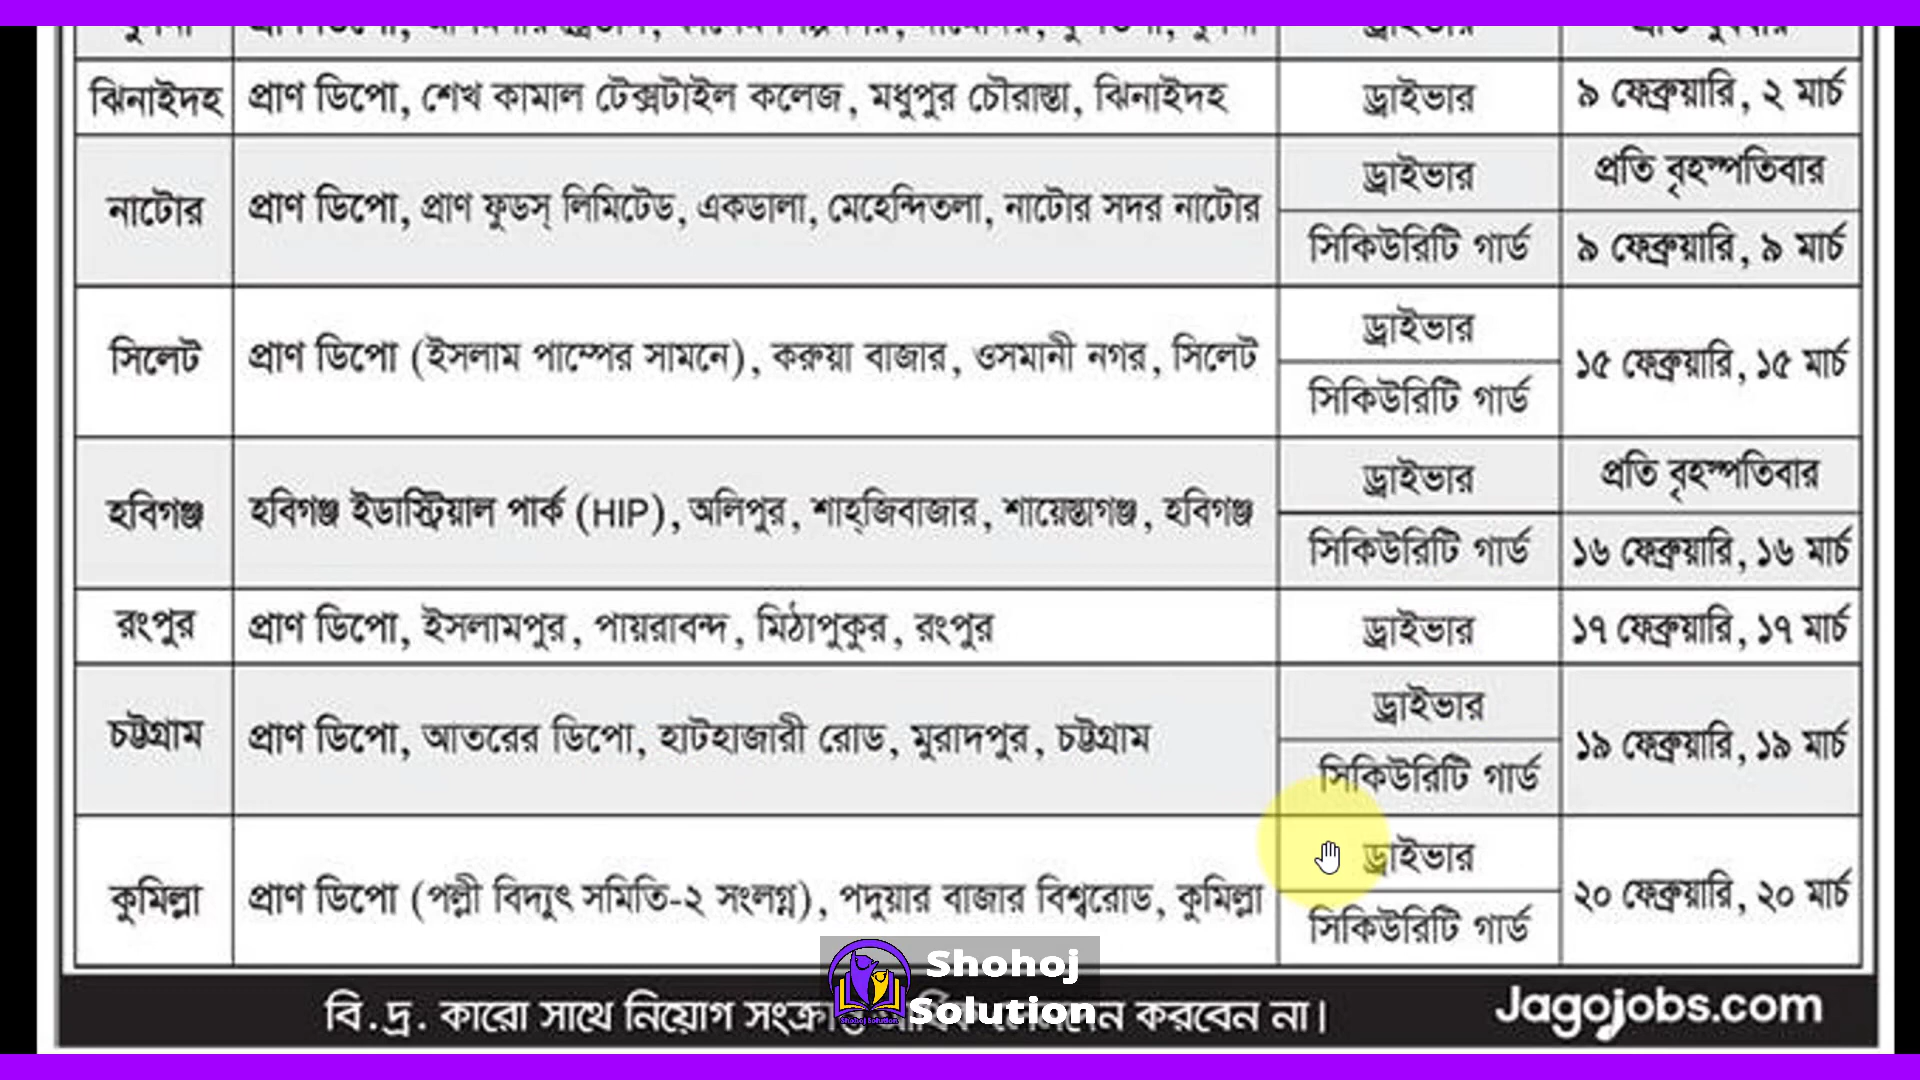 ঝিনাইদহ প্রাণ ডিপো, শেখ কামাল টেক্সটাইল কলেজ, মধুপুর চৌরাস্তা, ঝিনাইদহ ড্রাইভার ৯ ফেব্রুয়ারি, ২ মার্চ
নাটোর প্রাণ ডিপো, প্রাণ ফুডস্ লিমিটেড, একডালা, মেহেন্দিতলা, নাটোর সদর নাটোর ড্রাইভার প্রতি বৃহস্পতিবার
সিকিউরিটি গার্ড ৯ ফেব্রুয়ারি, ৯ মার্চ
সিলেট প্রাণ ডিপো (ইসলাম পাম্পের সামনে), করুয়া বাজার, ওসমানী নগর, সিলেট ড্রাইভার ১৫ ফেব্রুয়ারি, ১৫ মার্চ
সিকিউরিটি গার্ড
হবিগঞ্জ হবিগঞ্জ ইডাস্ট্রিয়াল পার্ক (HIP), অলিপুর, শাহ্জিবাজার, শায়েস্তাগঞ্জ, হবিগঞ্জ ড্রাইভার প্রতি বৃহস্পতিবার
সিকিউরিটি গার্ড ১৬ ফেব্রুয়ারি, ১৬ মার্চ
রংপুর প্রাণ ডিপো, ইসলামপুর, পায়রাবন্দ, মিঠাপুকুর, রংপুর ড্রাইভার ১৭ ফেব্রুয়ারি, ১৭ মার্চ
চট্টগ্রাম প্রাণ ডিপো, আতরের ডিপো, হাটহাজারী রোড, মুরাদপুর, চট্টগ্রাম ড্রাইভার ১৯ ফেব্রুয়ারি, ১৯ মার্চ
সিকিউরিটি গার্ড
কুমিল্লা প্রাণ ডিপো (পল্লী বিদ্যুৎ সমিতি-২ সংলগ্ন), পদুয়ার বাজার বিশ্বরোড, কুমিল্লা ড্রাইভার ২০ ফেব্রুয়ারি, ২০ মার্চ
সিকিউরিটি গার্ড
বি.দ্র. কারো সাথে নিয়োগ করবেন না।
Jagojobs.com
Shohoj
Solution
Shohoj Solution